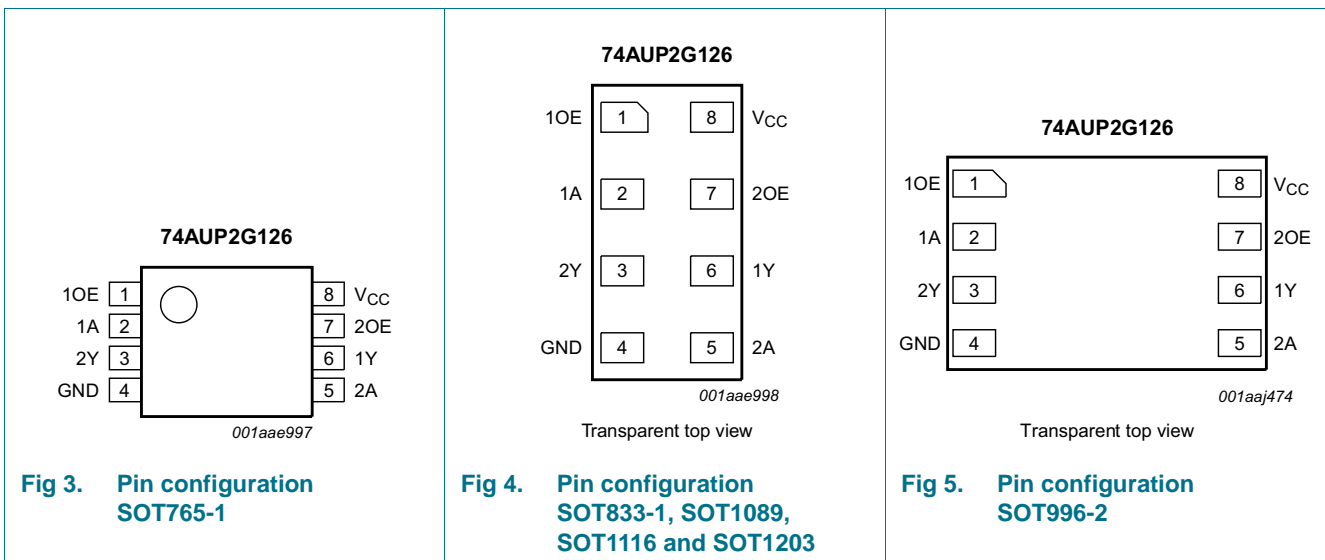 74AUP2G126
1OE 1 8 VCC
1A 2 7 2OE
2Y 3 6 1Y
GND 4 5 2A
001aae997
Fig 3. Pin configuration
SOT765-1
74AUP2G126
1OE 1 8 VCC
1A 2 7 2OE
2Y 3 6 1Y
GND 4 5 2A
001aae998
Transparent top view
Fig 4. Pin configuration
SOT833-1, SOT1089,
SOT1116 and SOT1203
74AUP2G126
1OE 1 8 VCC
1A 2 7 2OE
2Y 3 6 1Y
GND 4 5 2A
001aaj474
Transparent top view
Fig 5. Pin configuration
SOT996-2